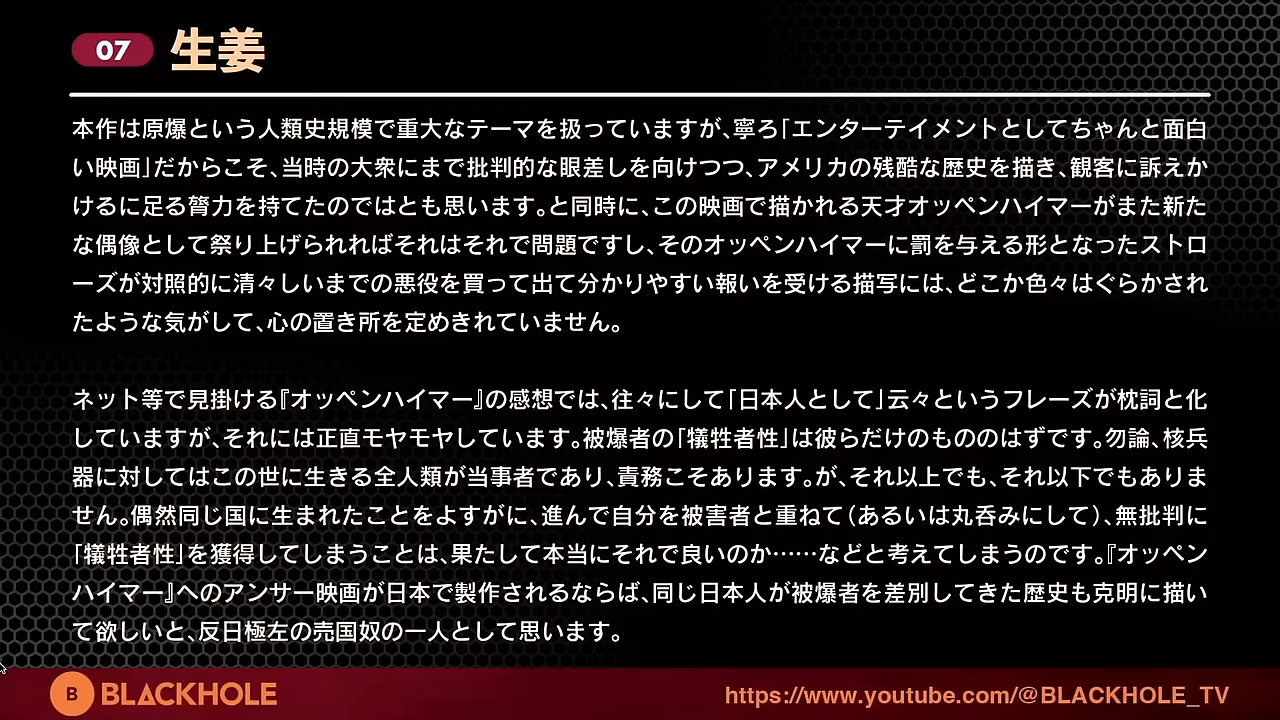 07 生姜
本作は原爆という人類史規模で重大なテーマを扱っていますが、寧ろ「エンターテイメントとしてちゃんと面白
い映画」だからこそ、当時の大衆にまで批判的な眼差しを向けつつ、アメリカの残酷な歴史を描き、観客に訴えか
けるに足る膂力を持てたのではとも思います。と同時に、この映画で描かれる天才オッペンハイマーがまた新た
な偶像として祭り上げられればそれはそれで問題ですし、そのオッペンハイマーに罰を与える形となったストロ
ーズが対照的に清々しいまでの悪役を買って出て分かりやすい報いを受ける描写には、どこか色々はぐらかされ
たような気がして、心の置き所を定めきれていません。
ネット等で見掛ける『オッペンハイマー』の感想では、往々にして「日本人として」云々というフレーズが枕詞と化
していますが、それには正直モヤモヤしています。被爆者の「犠牲者性」は彼らだけのもののはずです。勿論、核兵
器に対してはこの世に生きる全人類が当事者であり、責務こそあります。が、それ以上でも、それ以下でもありま
せん。偶然同じ国に生まれたことをよすがに、進んで自分を被害者と重ねて（あるいは丸呑みにして）、無批判に
「犠牲者性」を獲得してしまうことは、果たして本当にそれで良いのか……などと考えてしまうのです。『オッペン
ハイマー』へのアンサー映画が日本で製作されるならば、同じ日本人が被爆者を差別してきた歴史も克明に描い
て欲しいと、反日極左の売国奴の一人として思います。
B BLACKHOLE
https://www.youtube.com/@BLACKHOLE_TV